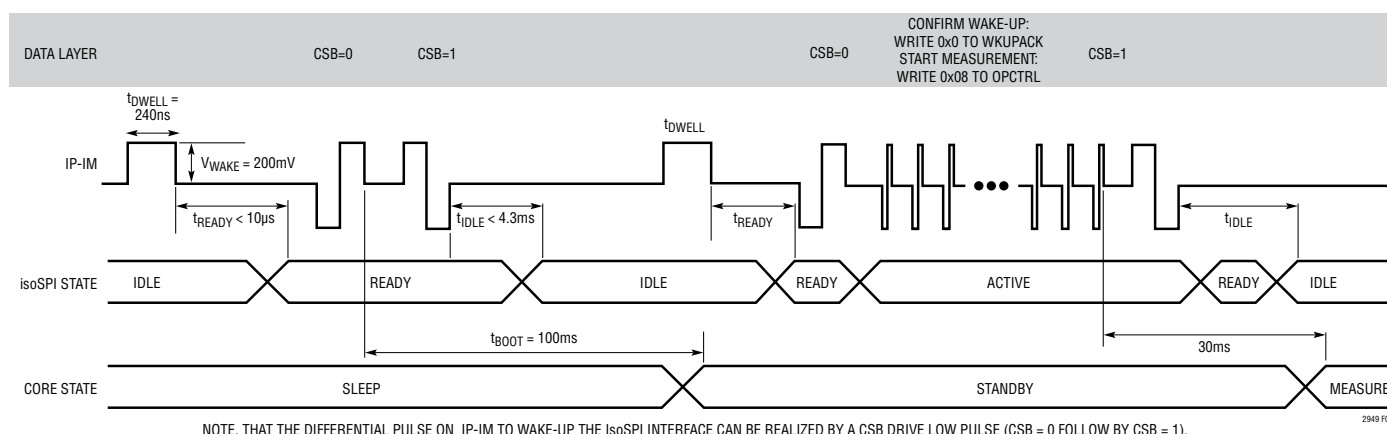 CONFIRM WAKE-UP:
WRITE 0x0 TO WKUPACK
START MEASUREMENT:
WRITE 0x08 TO OPCTRL
DATA LAYER
CSB=0
CSB=1
CSB=0
CSB=1
tDWELL =
240ns
tDWELL
IP-IM
VWAKE = 200mV
tREADY < 10µs
tIDLE < 4.3ms
tREADY
tIDLE
isoSPI STATE
IDLE
READY
IDLE
READY
ACTIVE
READY
IDLE
tBOOT = 100ms
30ms
CORE STATE
SLEEP
STANDBY
MEASURE
2949 F0
NOTE, THAT THE DIFFERENTIAL PULSE ON IP-IM TO WAKE-UP THE IsoSPI INTERFACE CAN BE REALIZED BY A CSB DRIVE LOW PULSE (CSB = 0 FOLLOW BY CSB = 1).